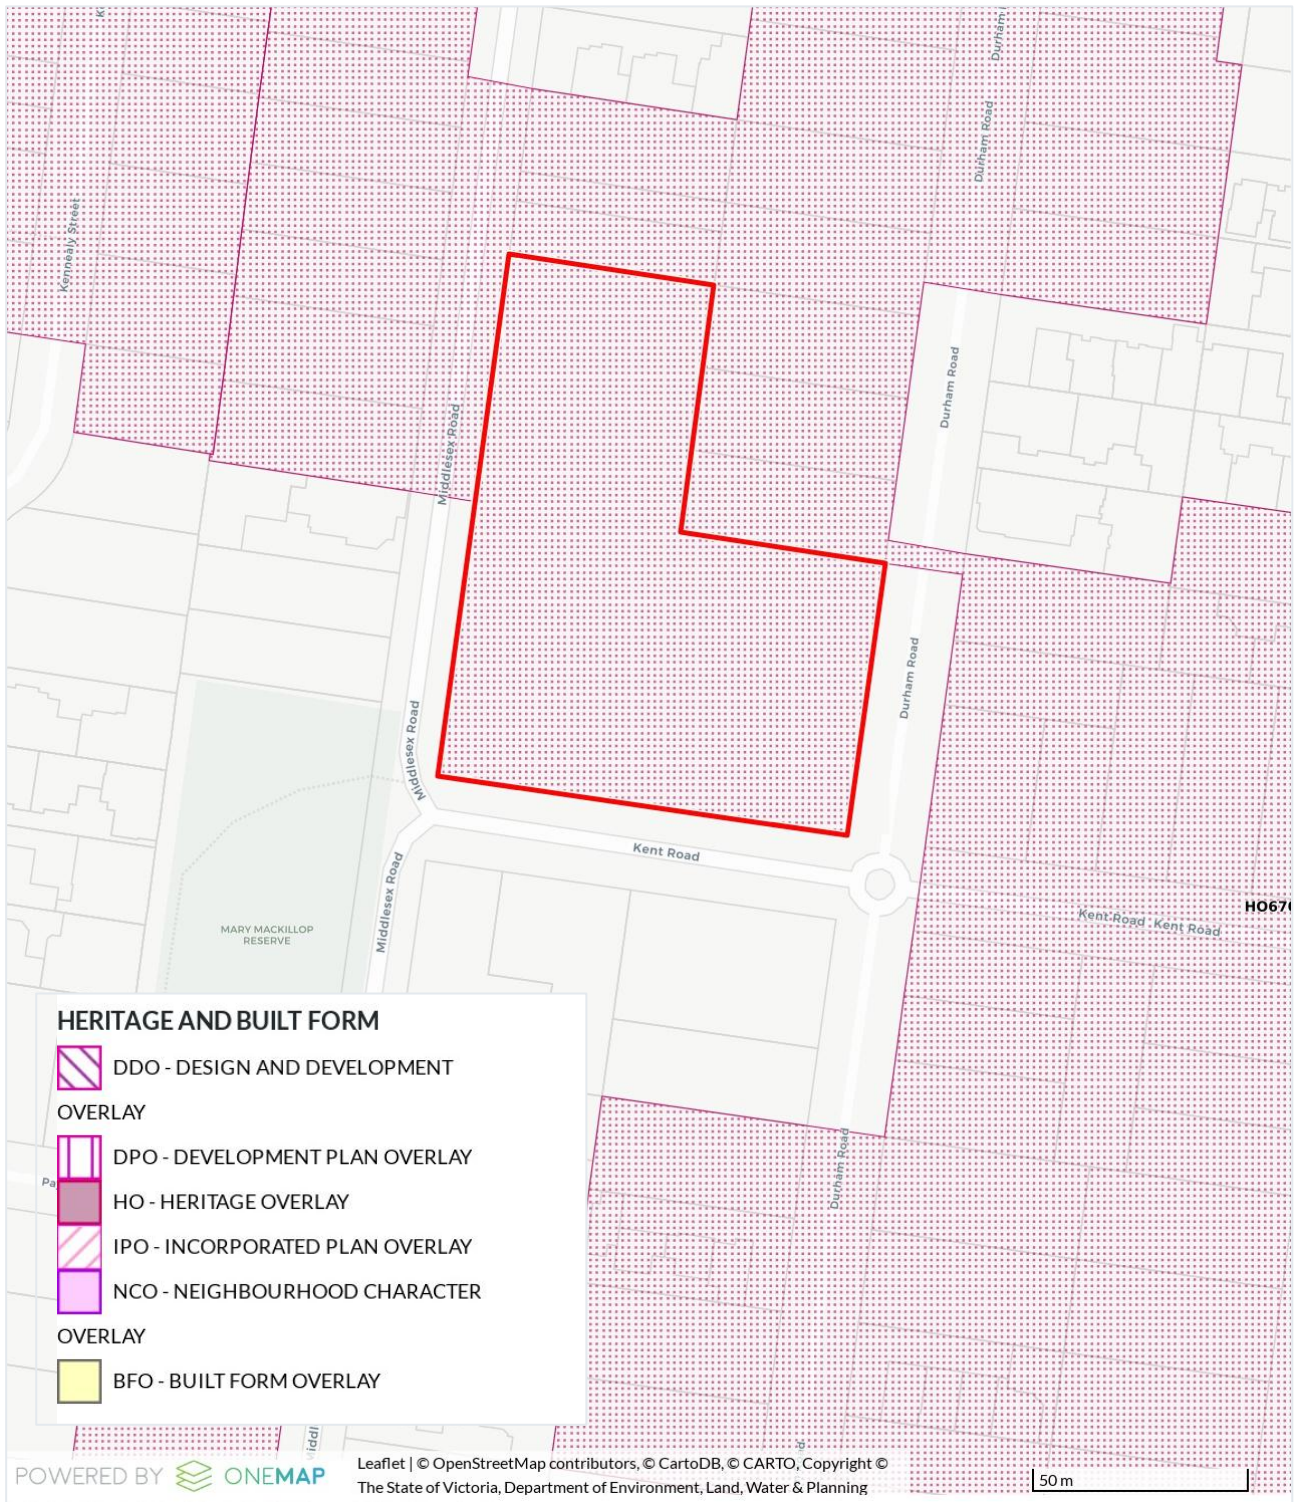 Durham Road
Durham Road
Kennealy Street
Middlesex Road
Durham Road
Durham Road
Middlesex Road
Kent Road
Middlesex Road
Kent Road Kent Road
MARY MACKILLOP
RESERVE
HERITAGE AND BUILT FORM
DDO - DESIGN AND DEVELOPMENT
OVERLAY
DPO - DEVELOPMENT PLAN OVERLAY
HO - HERITAGE OVERLAY
IPO - INCORPORATED PLAN OVERLAY
NCO - NEIGHBOURHOOD CHARACTER
OVERLAY
BFO - BUILT FORM OVERLAY
Durham Road
POWERED BY ONEMAP
Leaflet | © OpenStreetMap contributors, © CartoDB, © CARTO, Copyright ©
The State of Victoria, Department of Environment, Land, Water & Planning
50 m